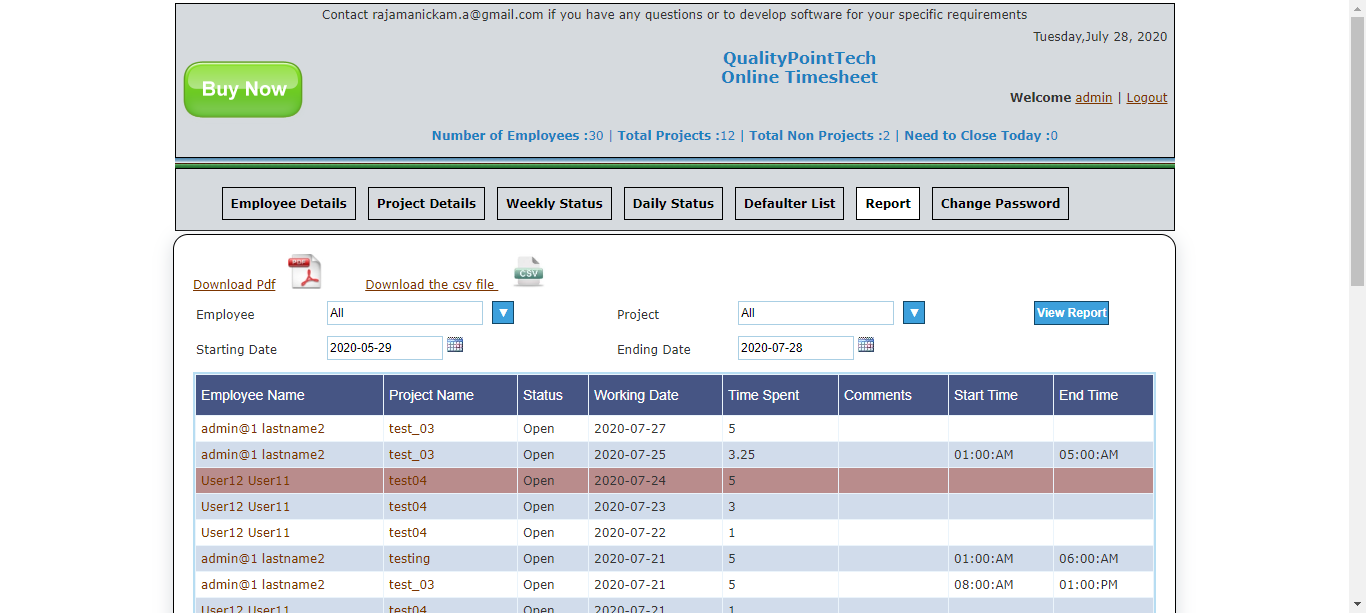 Contact rajamanickam.a@gmail.com if you have any questions or to develop software for your specific requirements
Tuesday,July 28, 2020
QualityPointTech
Online Timesheet
Buy Now
Welcome admin | Logout
Number of Employees :30 | Total Projects :12 | Total Non Projects :2 | Need to Close Today :0
Employee Details Project Details Weekly Status Daily Status Defaulter List Report Change Password
Download Pdf PDF Download the csv file CSV
Employee All Project All View Report
Starting Date 2020-05-29 Ending Date 2020-07-28
Employee Name Project Name Status Working Date Time Spent Comments Start Time End Time
admin@1 lastname2 test_03 Open 2020-07-27 5
admin@1 lastname2 test_03 Open 2020-07-25 3.25 01:00:AM 05:00:AM
User12 User11 test04 Open 2020-07-24 5
User12 User11 test04 Open 2020-07-23 3
User12 User11 test04 Open 2020-07-22 1
admin@1 lastname2 testing Open 2020-07-21 5 01:00:AM 06:00:AM
admin@1 lastname2 test_03 Open 2020-07-21 5 08:00:AM 01:00:PM
User12 User11 test04 Open 2020-07-21 1